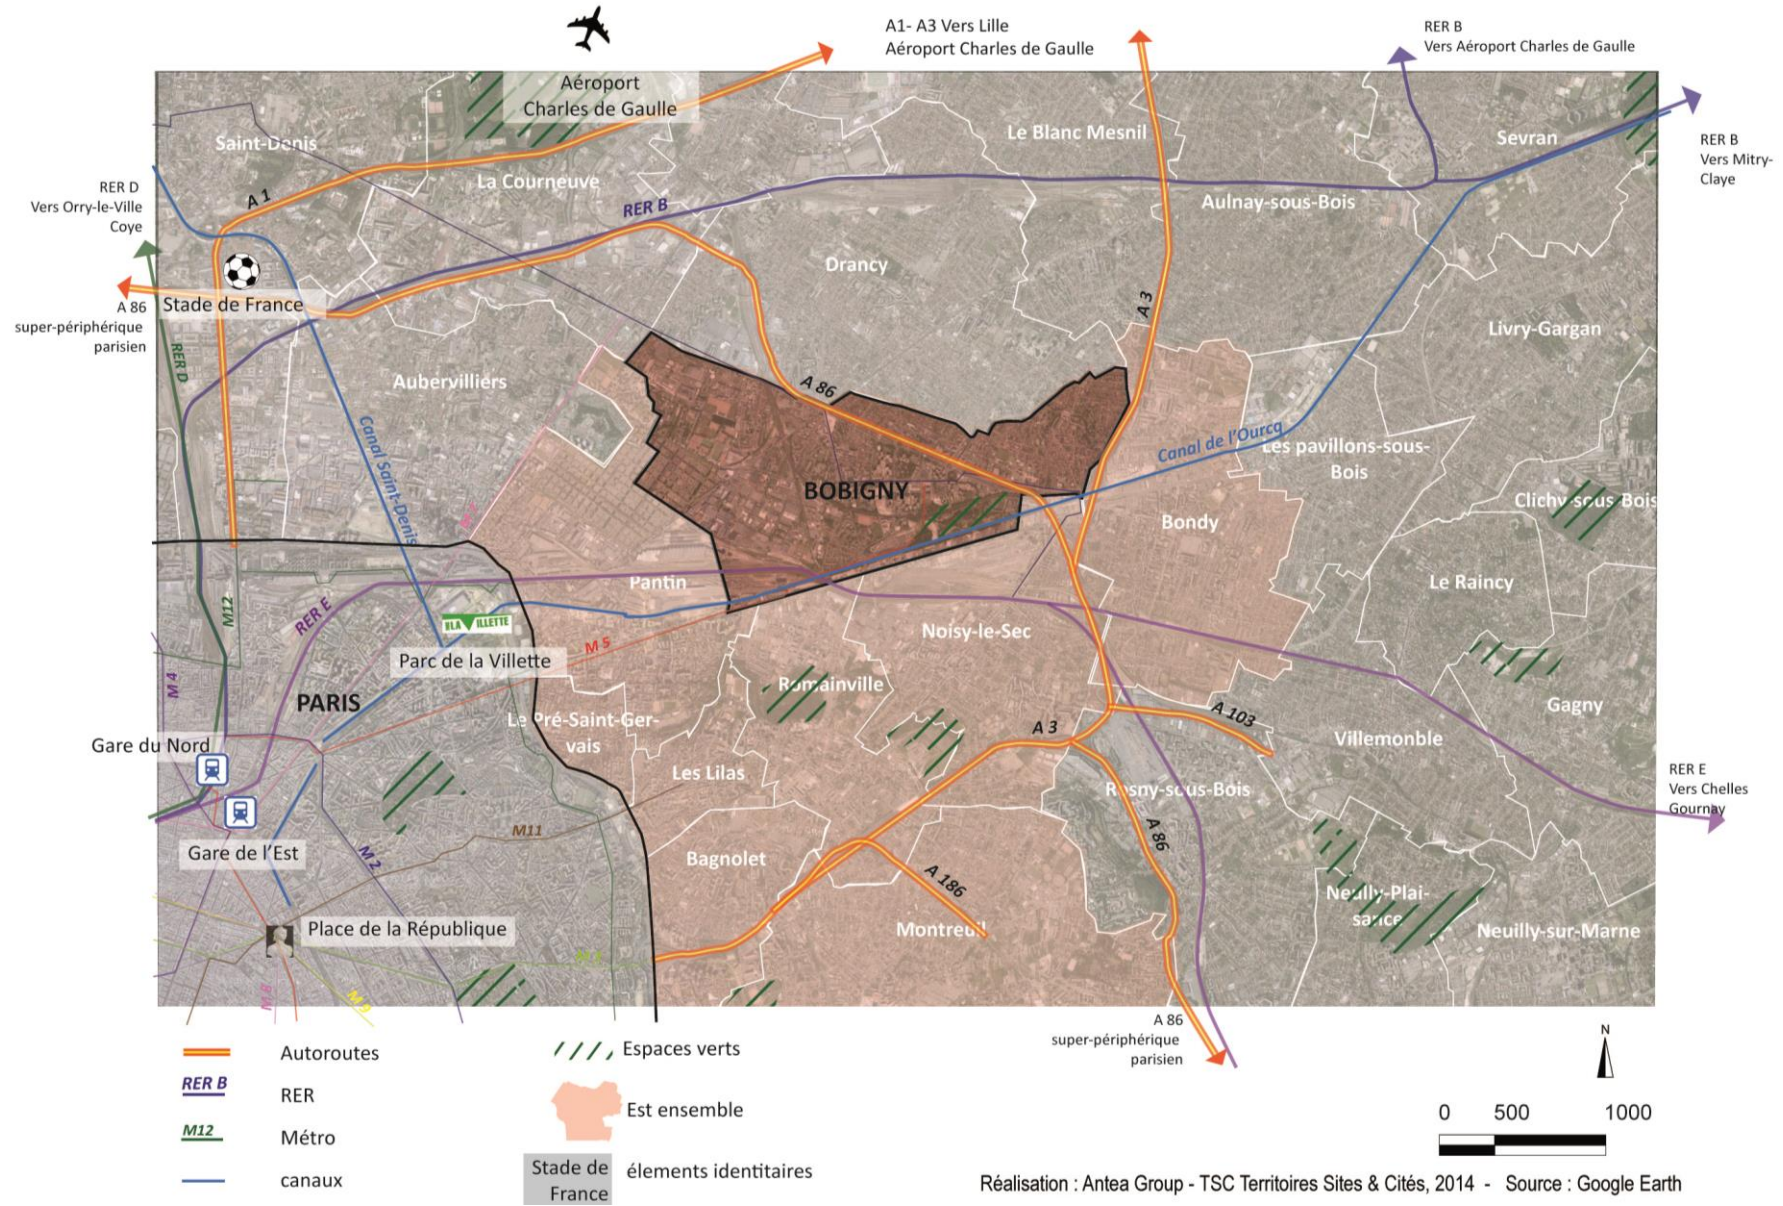 A1- A3 Vers Lille
Aéroport Charles de Gaulle
RER B
Vers Aéroport Charles de Gaulle
Aéroport
Charles de Gaulle
Saint-Denis
Le Blanc Mesnil
Sevran
RER B
Vers Mitry-
Claye
RER D
Vers Orry-le-Ville
Coye
A 1
La Courneuve
RER B
Aulnay-sous-Bois
Drancy
Stade de France
A 86
super-périphérique
parisien
RER D
A 3
Livry-Gargan
Aubervilliers
A 86
Canal Saint-Denis
Canal de l'Ourcq
Les pavillons-sous-
Bois
BOBIGNY
Clichy sous Bois
Bondy
Pantin
Le Raincy
M12
RER E
LA VILLETTE
Parc de la Villette
M 5
Noisy-le-Sec
M 4
PARIS
Romainville
Le Pré-Saint-Ger-
vais
Gagny
A 103
A 3
Villemonble
Gare du Nord
Les Lilas
Rosny-sous-Bois
RER E
Vers Chelles
Gournay
M11
A 86
Gare de l'Est
M 2
Bagnolet
A 186
Neuilly-Plai-
sance
Place de la République
Montreuil
Neuilly-sur-Marne
M 8
M 9
A 86
super-périphérique
parisien
N
Autoroutes
RER B
RER
M12
Métro
canaux
Espaces verts
Est ensemble
Stade de
France
élements identitaires
0 500 1000
Réalisation : Antea Group - TSC Territoires Sites & Cités, 2014 - Source : Google Earth